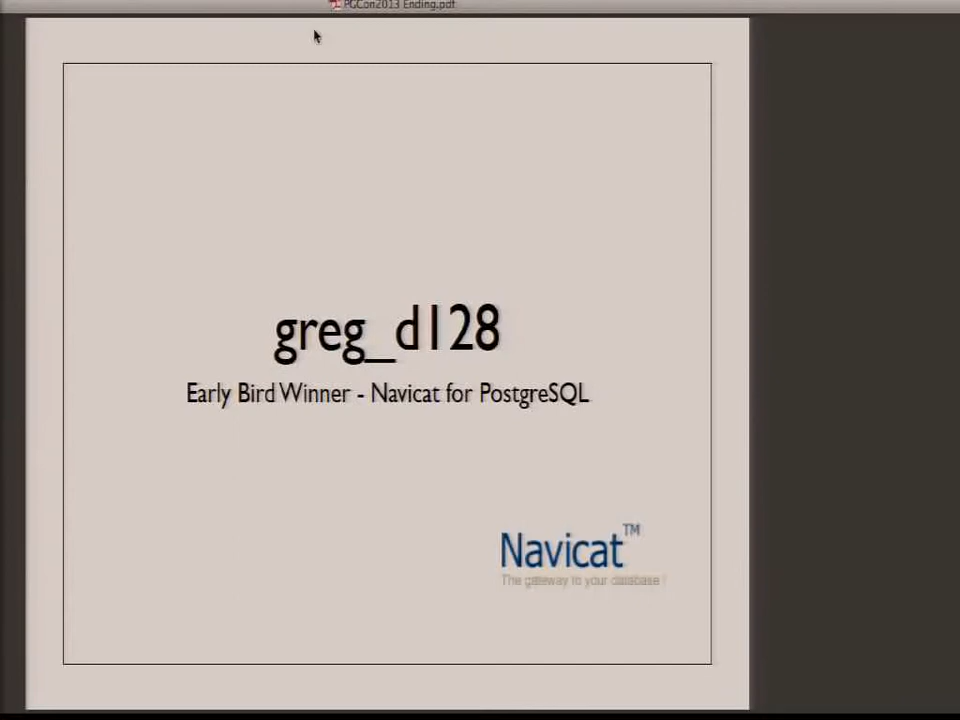 PGCon2013 Ending.pdf
greg_d128
Early Bird Winner - Navicat for PostgreSQL
Navicat™
The gateway to your database !